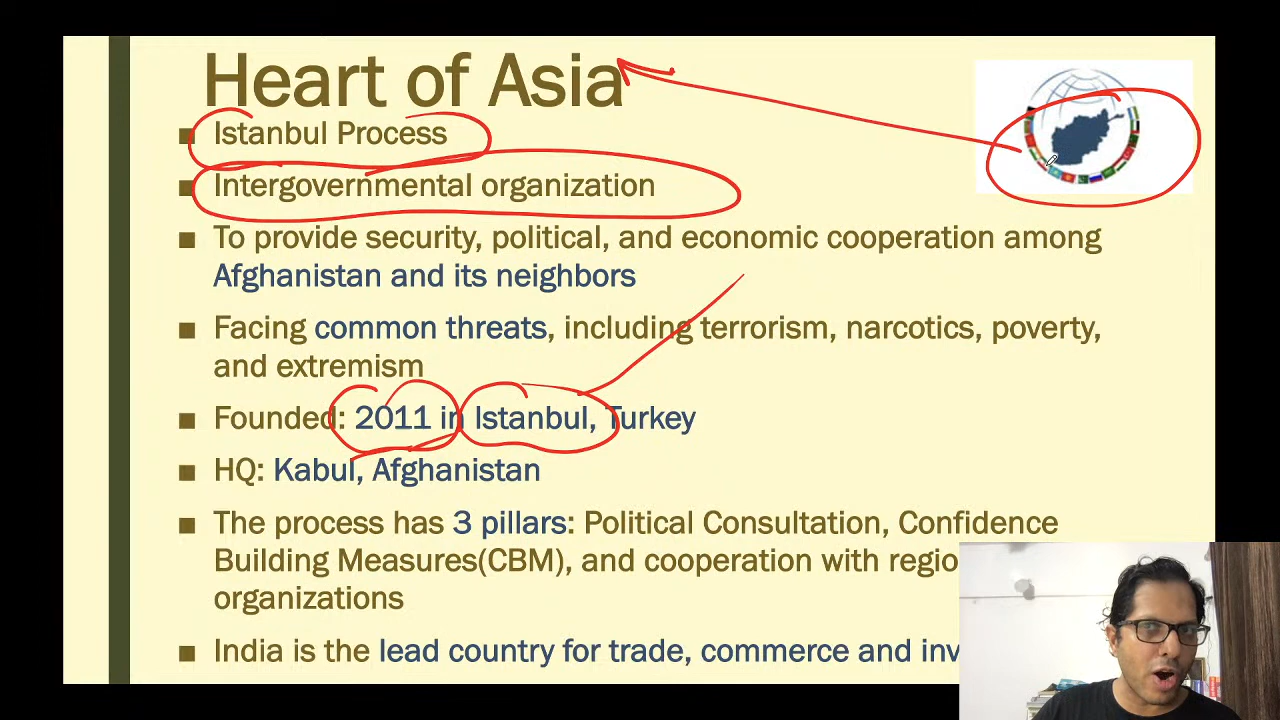 Heart of Asia
■ Istanbul Process
■ Intergovernmental organization
■ To provide security, political, and economic cooperation among
Afghanistan and its neighbors
■ Facing common threats, including terrorism, narcotics, poverty,
and extremism
■ Founded: 2011 in Istanbul, Turkey
■ HQ: Kabul, Afghanistan
■ The process has 3 pillars: Political Consultation, Confidence
Building Measures(CBM), and cooperation with regio
organizations
■ India is the lead country for trade, commerce and inv